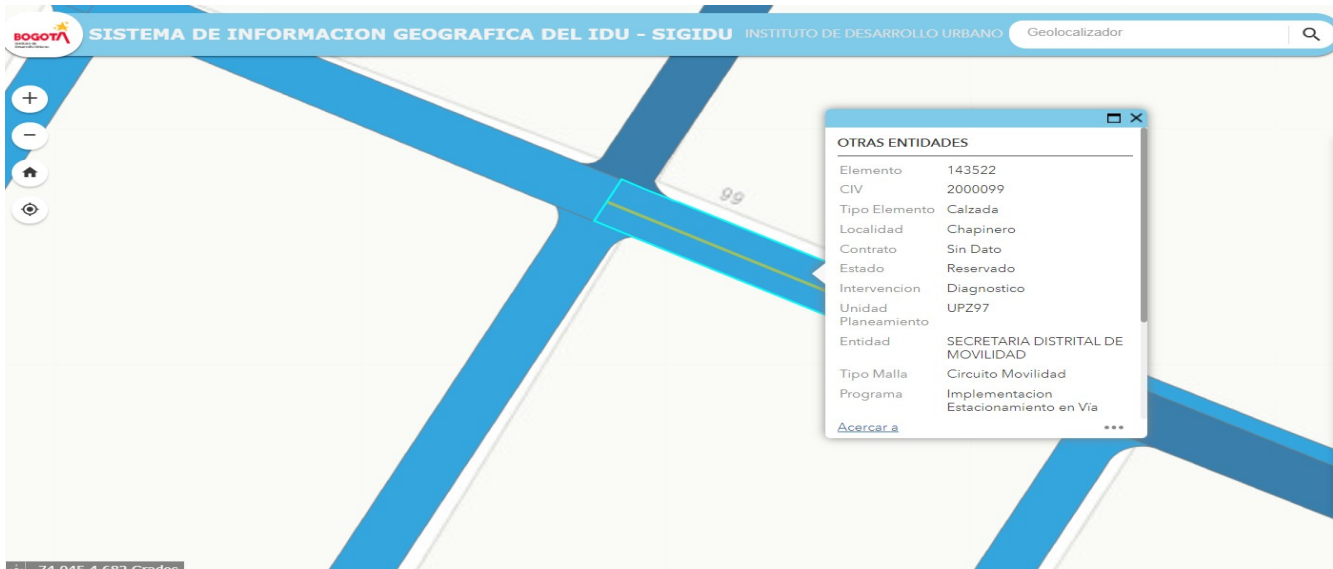 BOGOTÁ
SISTEMA DE INFORMACION GEOGRAFICA DEL IDU - SIGIDU INSTITUTO DE DESARROLLO URBANO Geolocalizador
OTRAS ENTIDADES
Elemento 143522
CIV 2000099
Tipo Elemento Calzada
Localidad Chapinero
Contrato Sin Dato
Estado Reservado
Intervencion Diagnostico
Unidad Planeamiento UPZ97
Entidad SECRETARIA DISTRITAL DE
MOVILIDAD
Tipo Malla Circuito Movilidad
Programa Implementacion
Estacionamiento en Vía
Acercar a
99